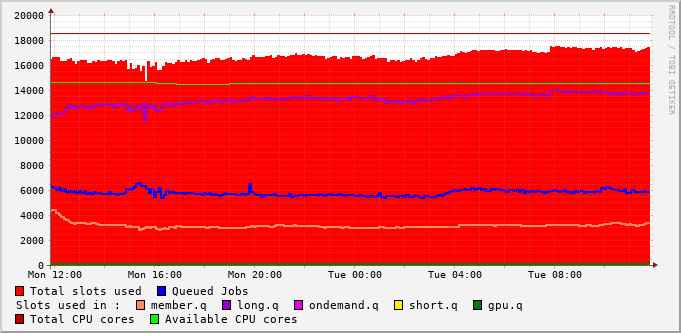 20000
18000
16000
14000
12000
10000
8000
6000
4000
2000
0
Mon 12:00 Mon 16:00 Mon 20:00 Tue 00:00 Tue 04:00 Tue 08:00
Total slots used Queued Jobs
Slots used in : member.q long.q ondemand.q short.q gpu.q
Total CPU cores Available CPU cores
RRDTOOL / TOBI OETIKER